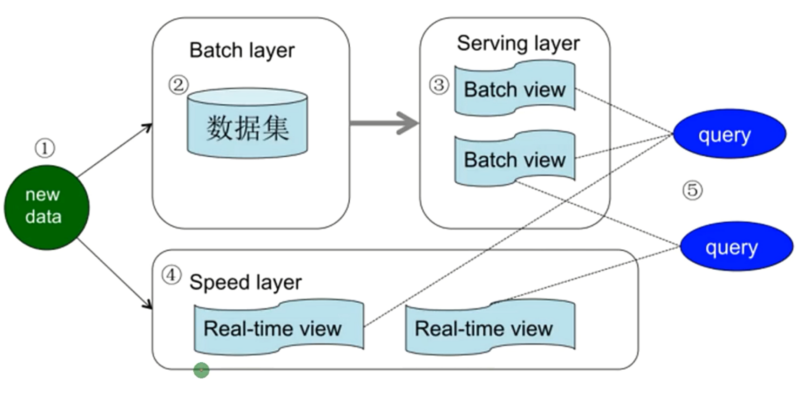 ①
new
data
Batch layer
②
数据集
Serving layer
③
Batch view
Batch view
④
Speed layer
Real-time view
Real-time view
query
⑤
query